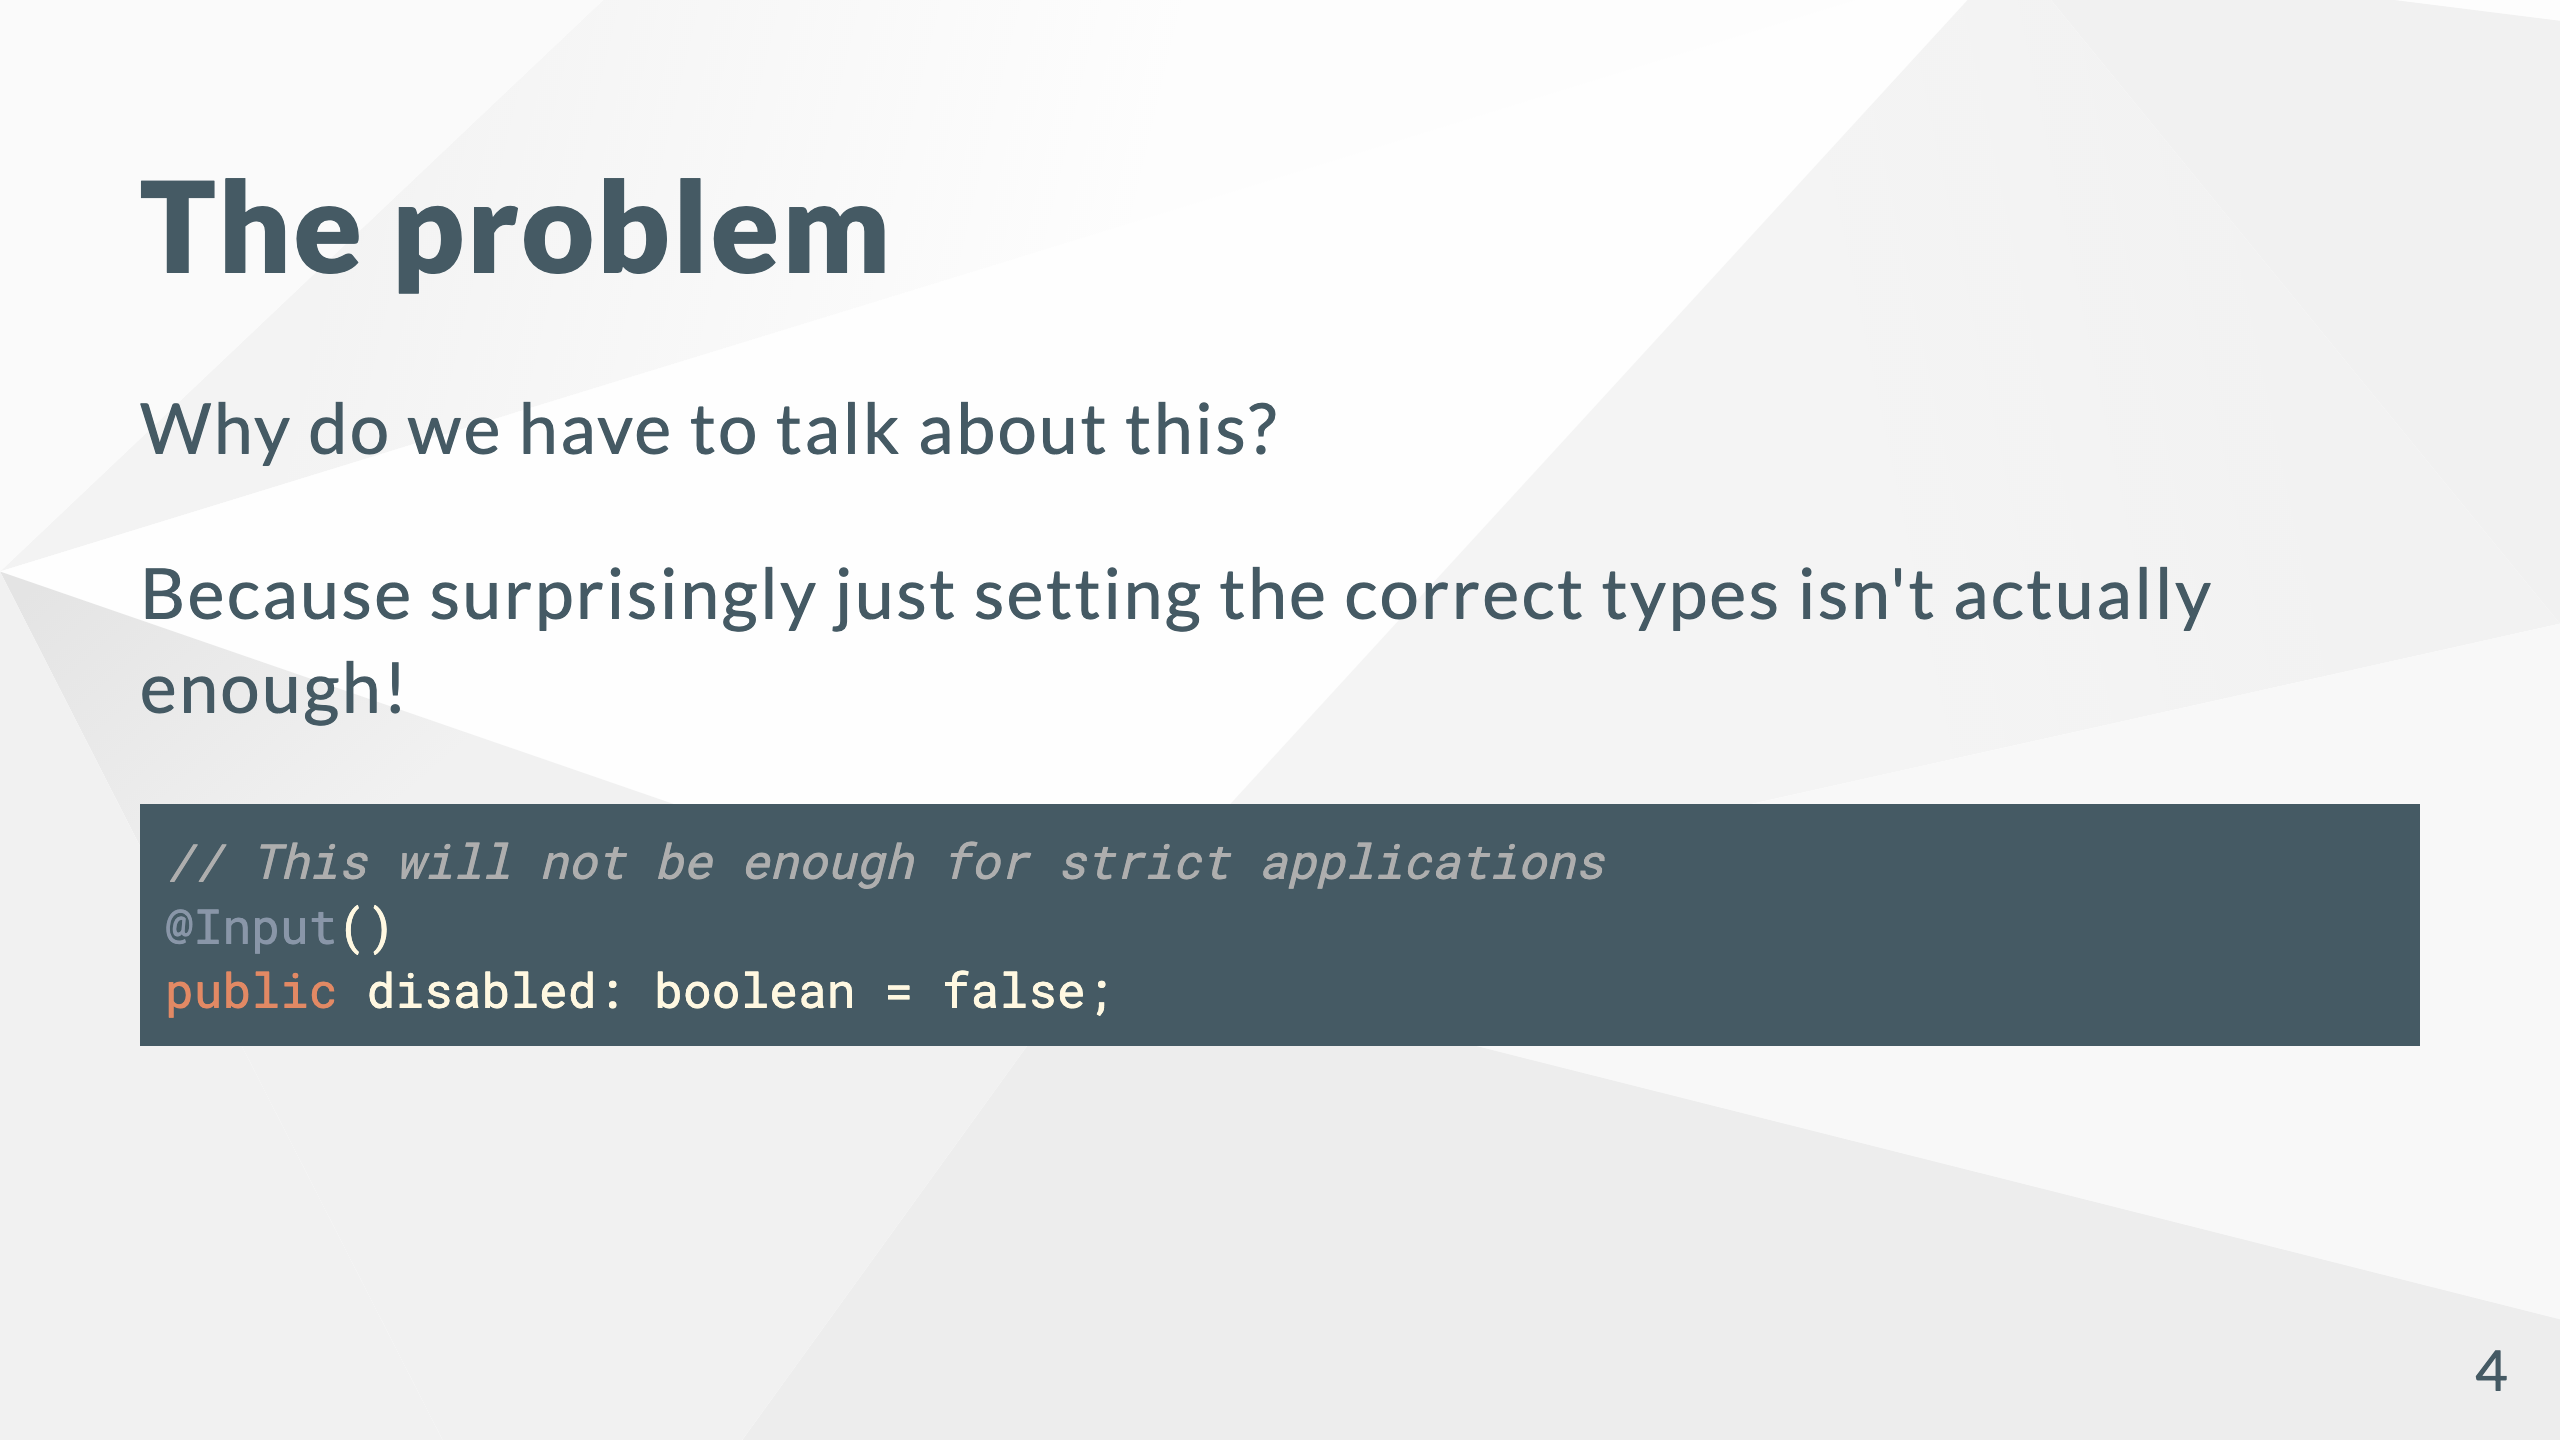 The problem
Why do we have to talk about this?
Because surprisingly just setting the correct types isn't actually
enough!
// This will not be enough for strict applications
@Input()
public disabled: boolean = false;
4